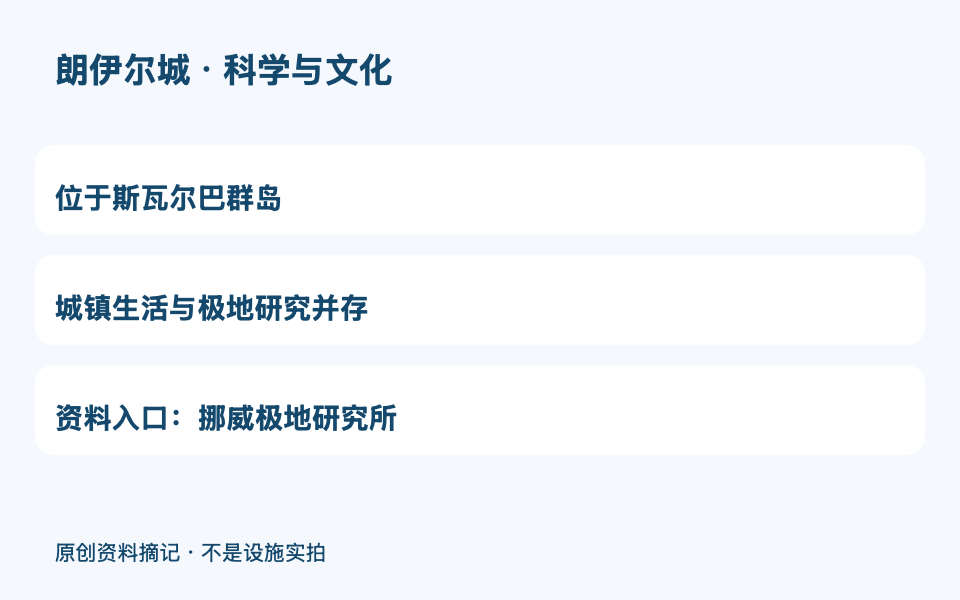 朗伊尔城 · 科学与文化
位于斯瓦尔巴群岛
城镇生活与极地研究并存
资料入口：挪威极地研究所
原创资料摘记 · 不是设施实拍